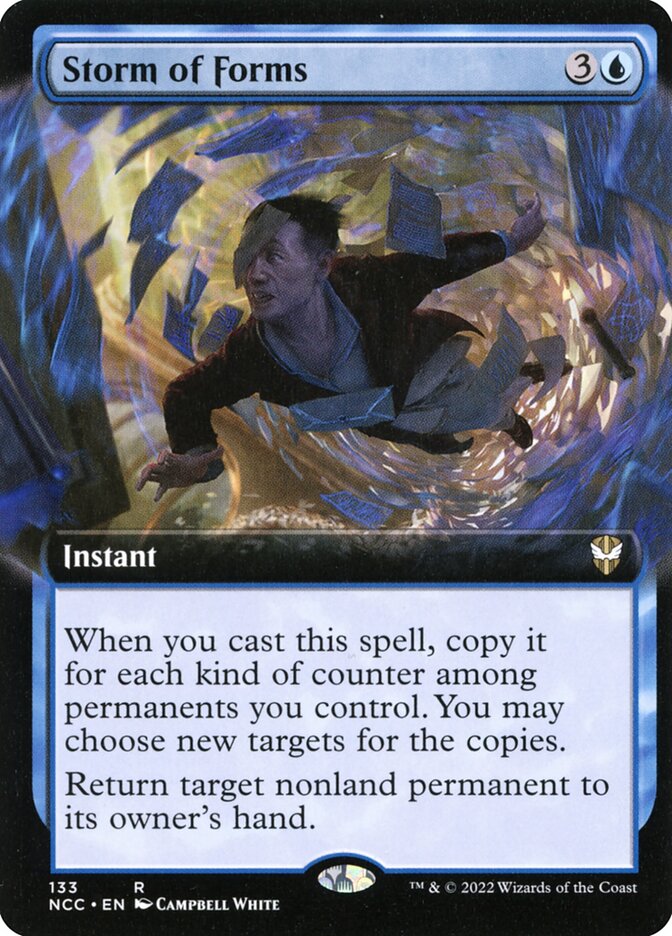 Storm of Forms 3
Instant
When you cast this spell, copy it
for each kind of counter among
permanents you control. You may
choose new targets for the copies.
Return target nonland permanent to
its owner's hand.
133 R
NCC • EN CAMPBELL WHITE
™ & © 2022 Wizards of the Coast